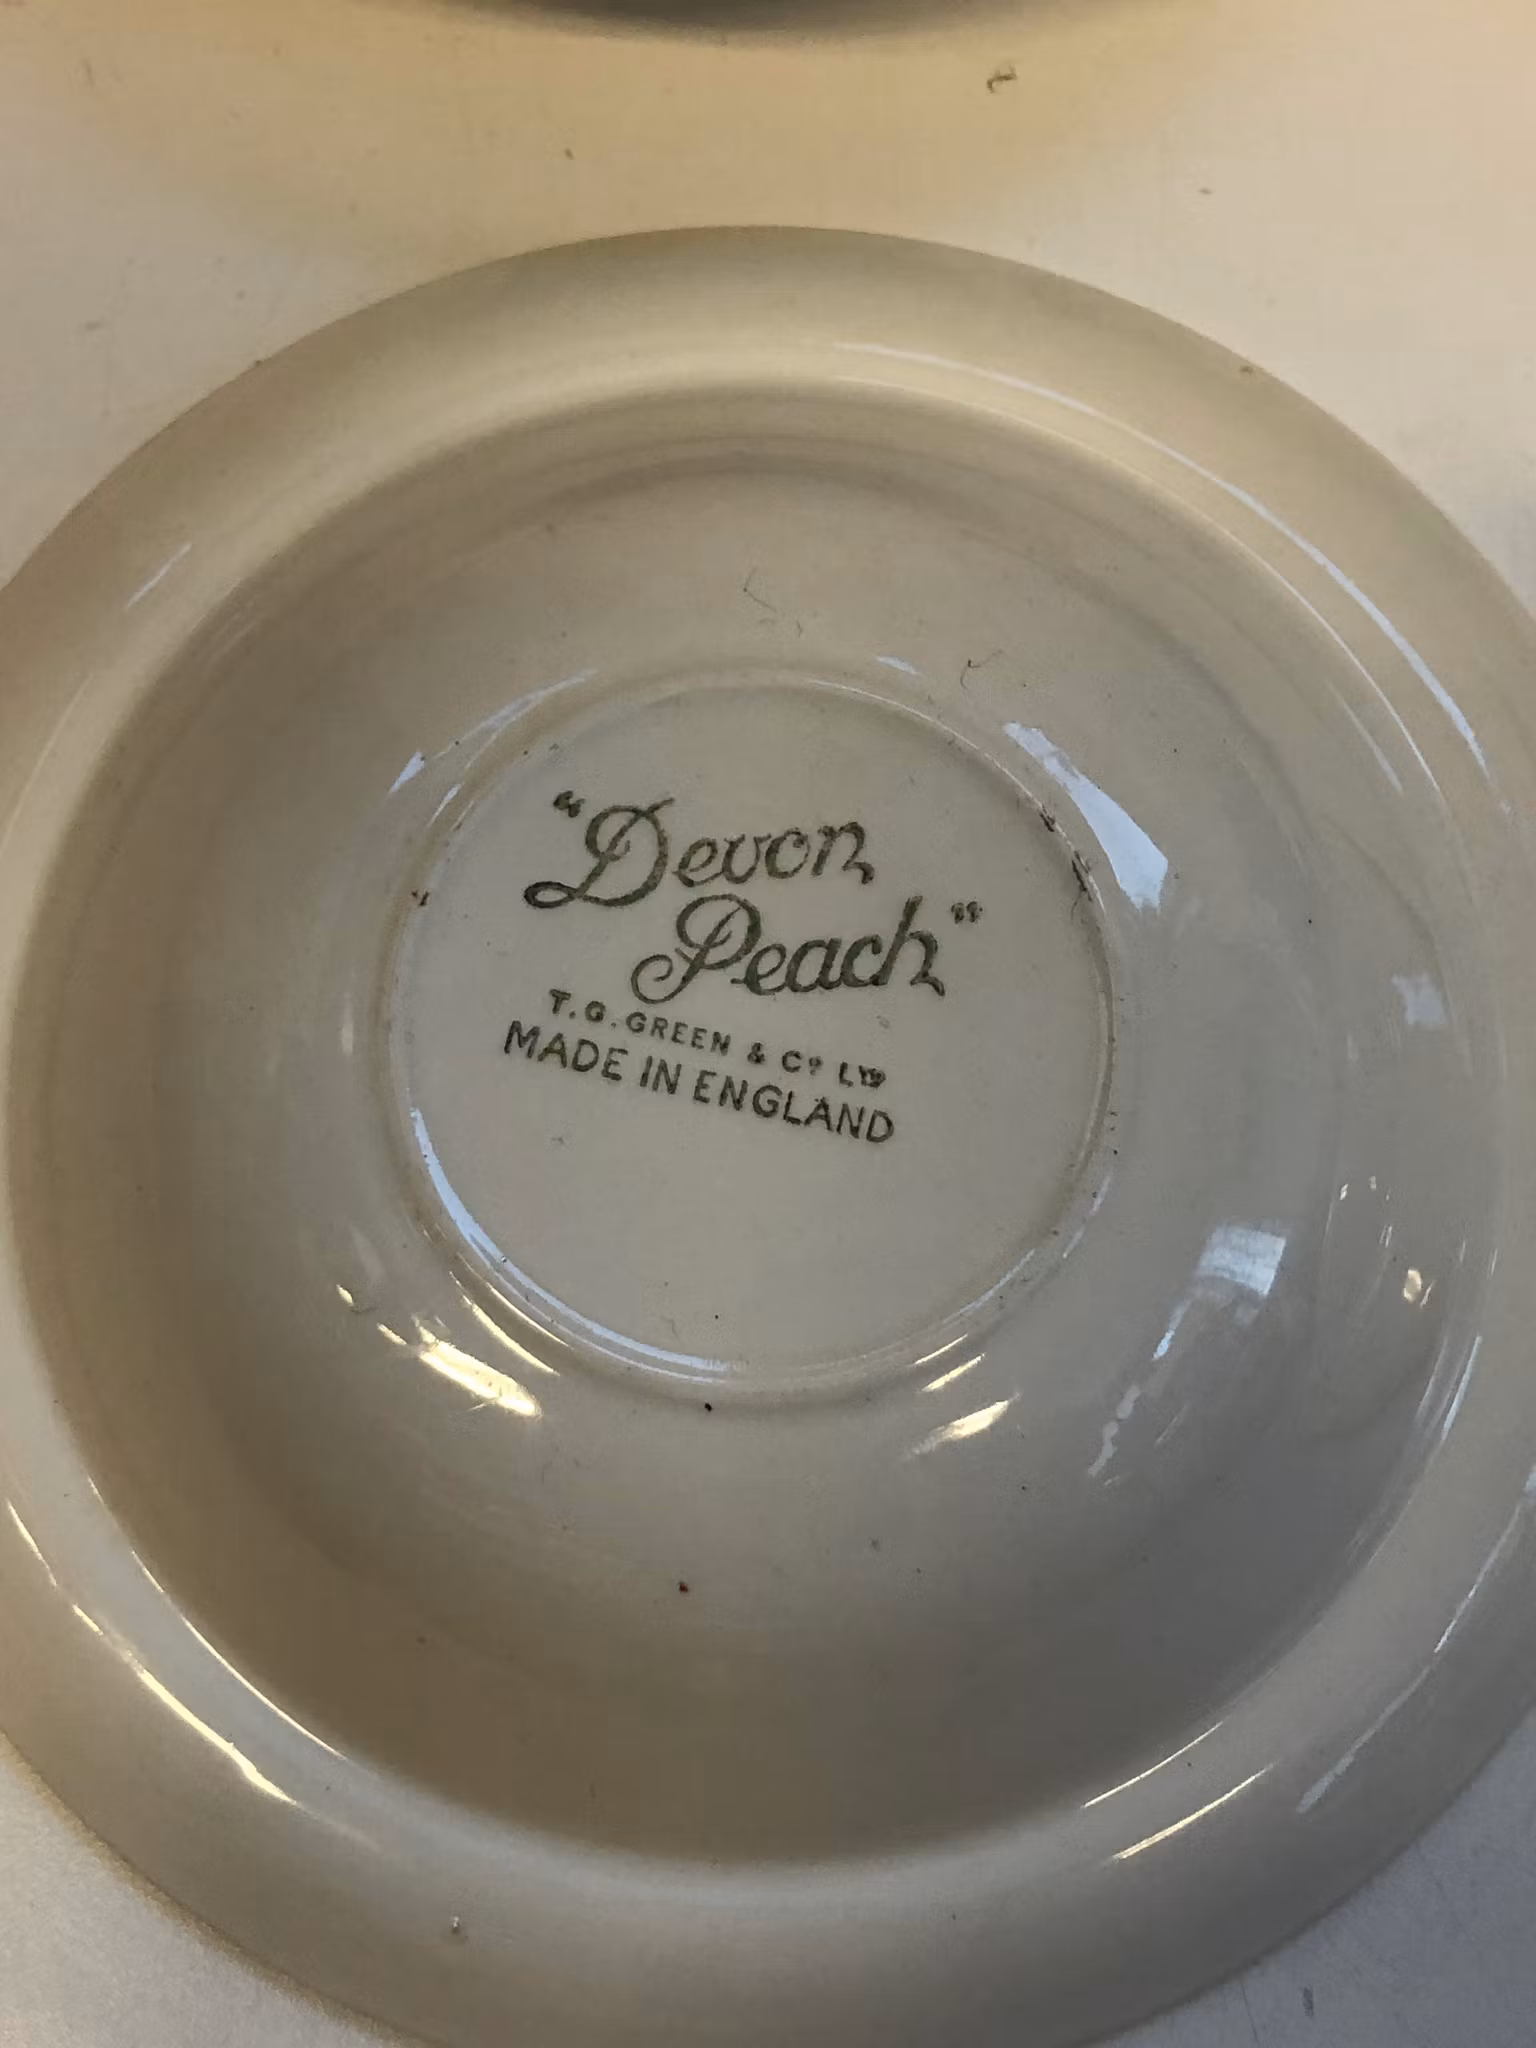 "Devon
Peach"
T.G. GREEN & Cº LTD
MADE IN ENGLAND